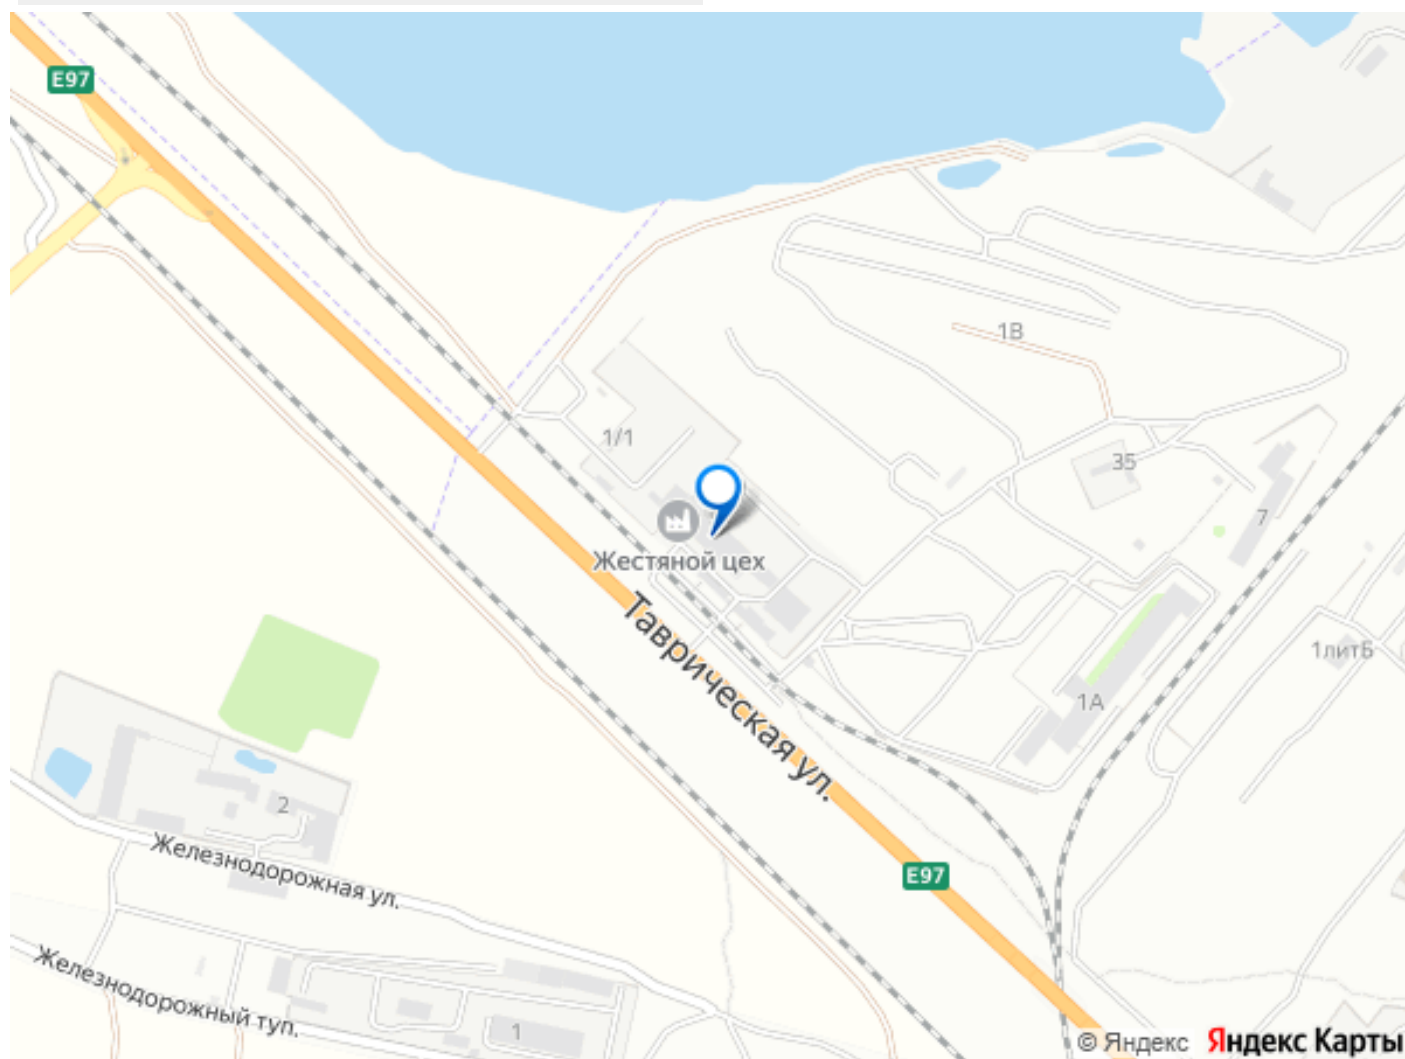 E97
1В
1/1
35
7
Жестяной цех
Таврическая ул.
1литБ
1А
2
Железнодорожная ул.
E97
Железнодорожный туп.
1
© Яндекс Яндекс Карты